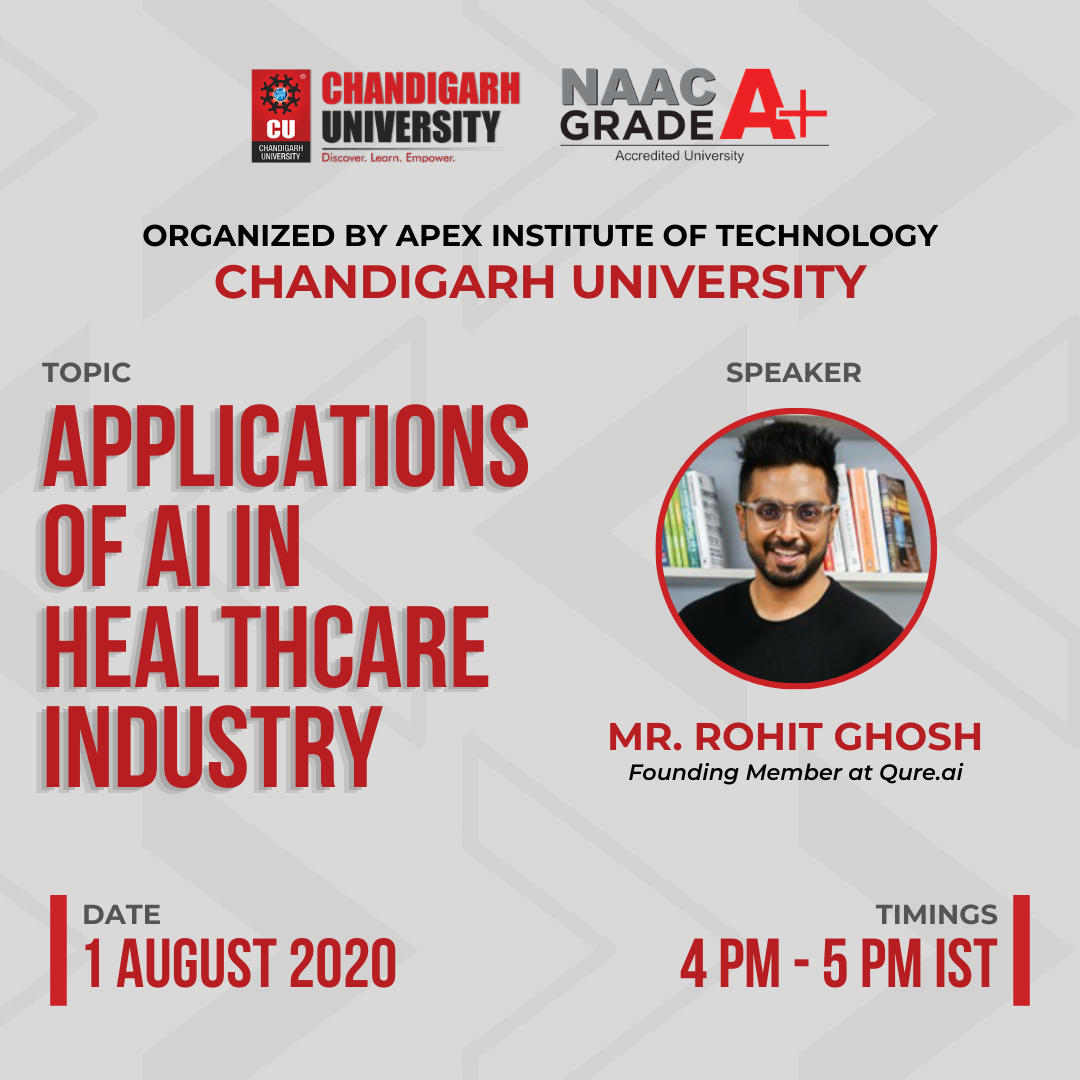 CU
CHANDIGARH
UNIVERSITY
CHANDIGARH
UNIVERSITY
Discover. Learn. Empower.
NAAC
GRADE A+
Accredited University
ORGANIZED BY APEX INSTITUTE OF TECHNOLOGY
CHANDIGARH UNIVERSITY
TOPIC
APPLICATIONS
OF AI IN
HEALTHCARE
INDUSTRY
SPEAKER
MR. ROHIT GHOSH
Founding Member at Qure.ai
DATE
1 AUGUST 2020
TIMINGS
4 PM - 5 PM IST